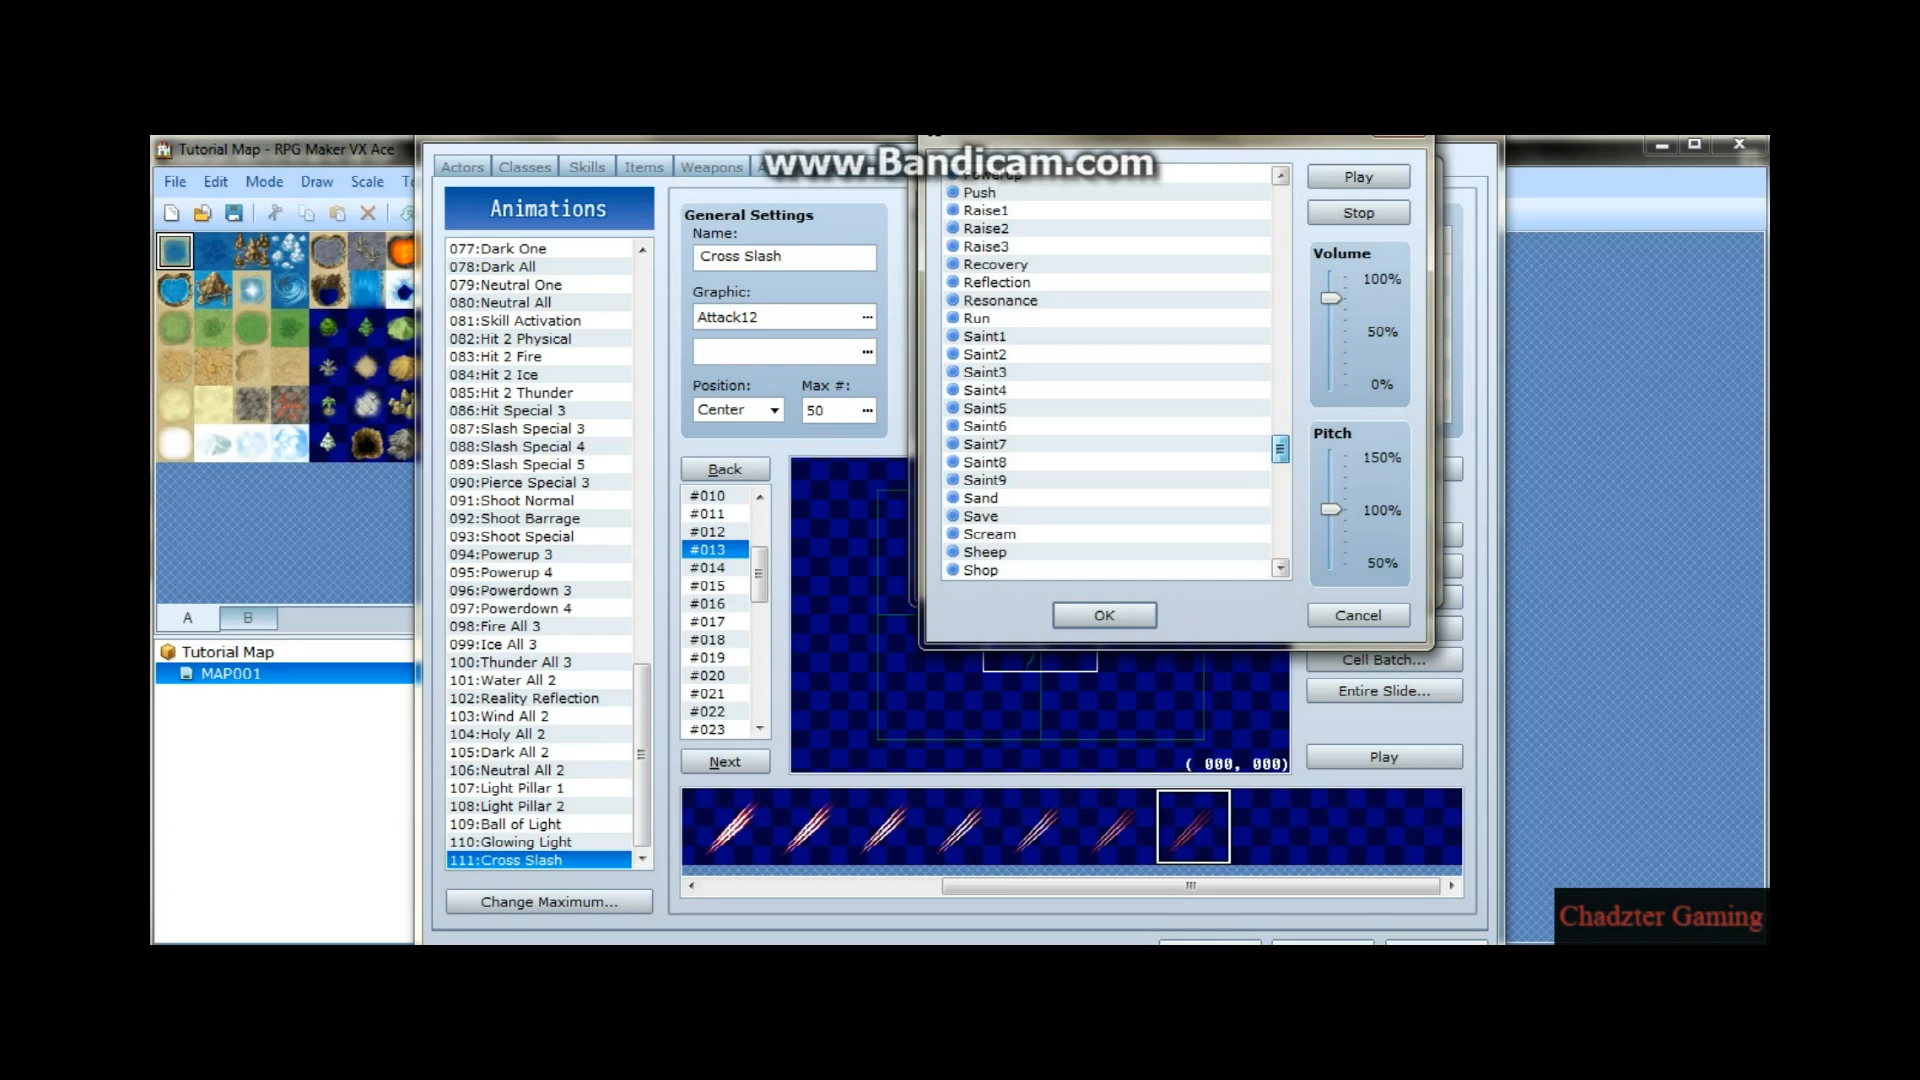 www.Bandicam.com
Tutorial Map - RPG Maker VX Ace
File Edit Mode Draw Scale
A B
Tutorial Map
MAP001
Actors Classes Skills Items Weapons
Animations
077:Dark One
078:Dark All
079:Neutral One
080:Neutral All
081:Skill Activation
082:Hit 2 Physical
083:Hit 2 Fire
084:Hit 2 Ice
085:Hit 2 Thunder
086:Hit Special 3
087:Slash Special 3
088:Slash Special 4
089:Slash Special 5
090:Pierce Special 3
091:Shoot Normal
092:Shoot Barrage
093:Shoot Special
094:Powerup 3
095:Powerup 4
096:Powerdown 3
097:Powerdown 4
098:Fire All 3
099:Ice All 3
100:Thunder All 3
101:Water All 2
102:Reality Reflection
103:Wind All 2
104:Holy All 2
105:Dark All 2
106:Neutral All 2
107:Light Pillar 1
108:Light Pillar 2
109:Ball of Light
110:Glowing Light
111:Cross Slash
Change Maximum...
General Settings
Name:
Cross Slash
Graphic:
Attack12 ...
...
Position: Max #:
Center 50 ...
Back
#010
#011
#012
#013
#014
#015
#016
#017
#018
#019
#020
#021
#022
#023
Next
( 000, 000)
Push
Raise1
Raise2
Raise3
Recovery
Reflection
Resonance
Run
Saint1
Saint2
Saint3
Saint4
Saint5
Saint6
Saint7
Saint8
Saint9
Sand
Save
Scream
Sheep
Shop
Play
Stop
Volume
100%
50%
0%
Pitch
150%
100%
50%
OK
Cancel
Cell Batch...
Entire Slide...
Play
Chadzter Gaming